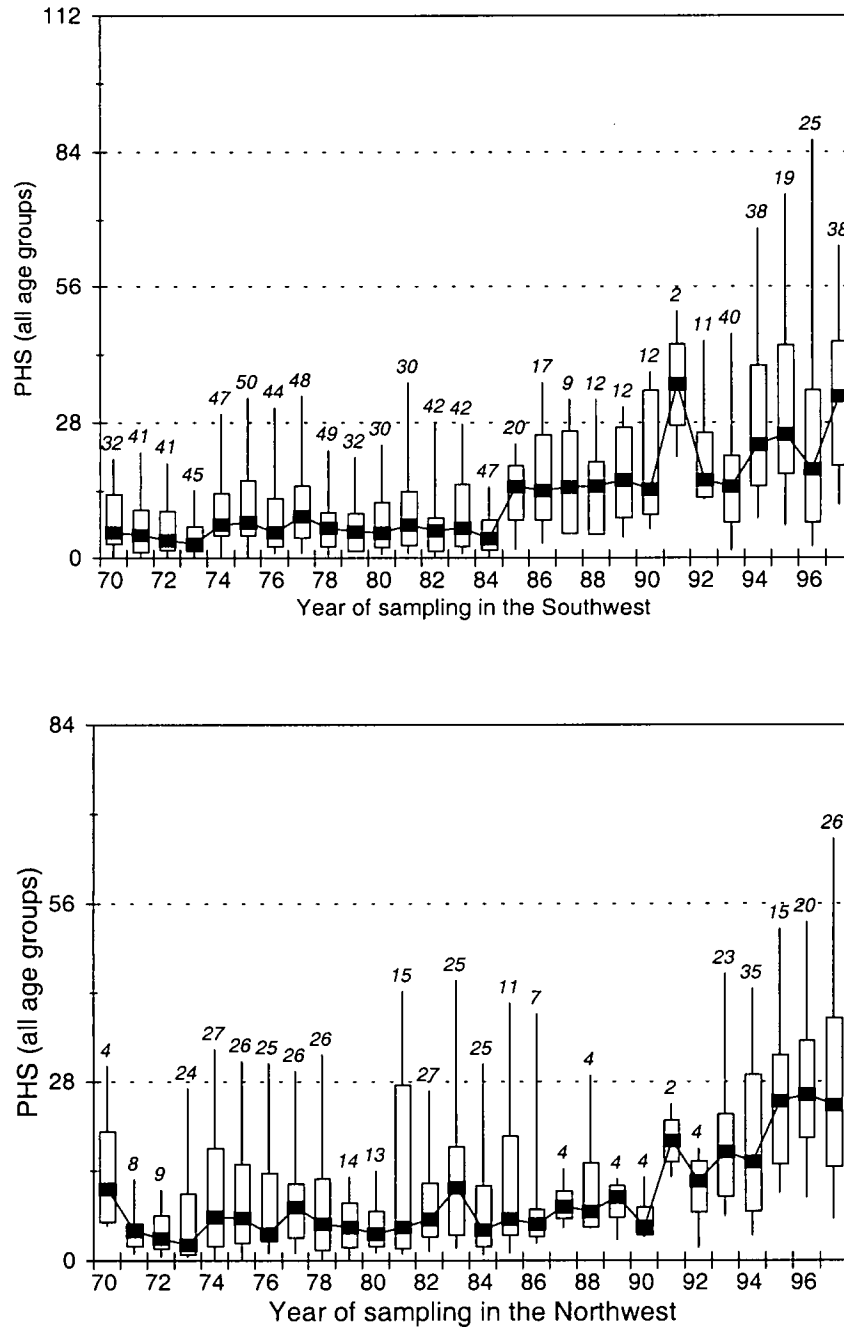 112
84
56
28
0
PHS (all age groups)
32 41 41 45 47 50 44 48 49 32 30 30 42 42 47 20 17 9 12 12 12 2 11 40 38 19 25 38
70 72 74 76 78 80 82 84 86 88 90 92 94 96
Year of sampling in the Southwest
84
56
28
0
PHS (all age groups)
4 8 9 24 27 26 25 26 26 14 13 15 27 25 25 11 7 4 4 4 4 2 4 23 35 15 20 26
70 72 74 76 78 80 82 84 86 88 90 92 94 96
Year of sampling in the Northwest